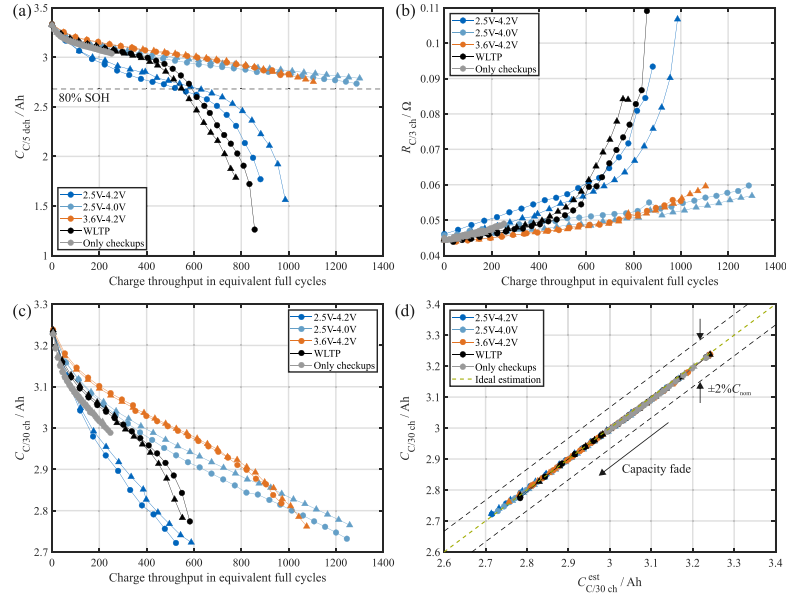 (a)
3.5
3
2.5
2
1.5
1
C_C/5 dch / Ah
80% SOH
2.5V-4.2V
2.5V-4.0V
3.6V-4.2V
WLTP
Only checkups
0 200 400 600 800 1000 1200 1400
Charge throughput in equivalent full cycles
(b)
0.11
0.1
0.09
0.08
0.07
0.06
0.05
0.04
R_C/3 ch / Ω
2.5V-4.2V
2.5V-4.0V
3.6V-4.2V
WLTP
Only checkups
0 200 400 600 800 1000 1200 1400
Charge throughput in equivalent full cycles
(c)
3.3
3.2
3.1
3
2.9
2.8
2.7
C_C/30 ch / Ah
2.5V-4.2V
2.5V-4.0V
3.6V-4.2V
WLTP
Only checkups
0 200 400 600 800 1000 1200 1400
Charge throughput in equivalent full cycles
(d)
3.4
3.3
3.2
3.1
3
2.9
2.8
2.7
2.6
C_C/30 ch / Ah
2.5V-4.2V
2.5V-4.0V
3.6V-4.2V
WLTP
Only checkups
Ideal estimation
±2%C_nom
Capacity fade
2.6 2.7 2.8 2.9 3 3.1 3.2 3.3 3.4
C^est_C/30 ch / Ah